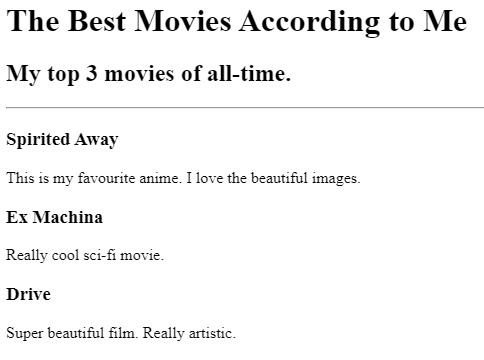 The Best Movies According to Me
My top 3 movies of all-time.
Spirited Away
This is my favourite anime. I love the beautiful images.
Ex Machina
Really cool sci-fi movie.
Drive
Super beautiful film. Really artistic.